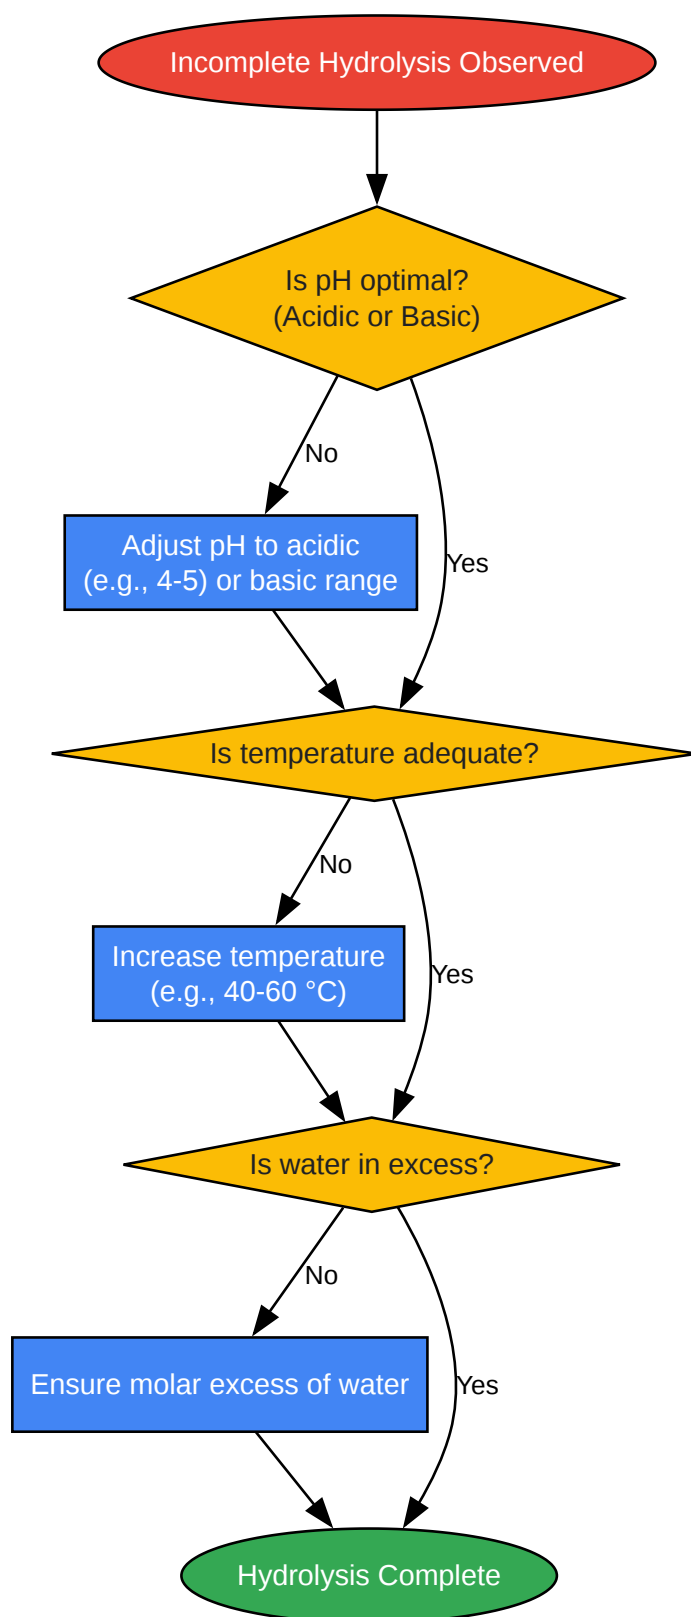 Incomplete Hydrolysis Observed
Is pH optimal?
(Acidic or Basic)
No
Adjust pH to acidic
(e.g., 4-5) or basic range
Yes
Is temperature adequate?
No
Increase temperature
(e.g., 40-60 °C)
Yes
Is water in excess?
No
Ensure molar excess of water
Yes
Hydrolysis Complete